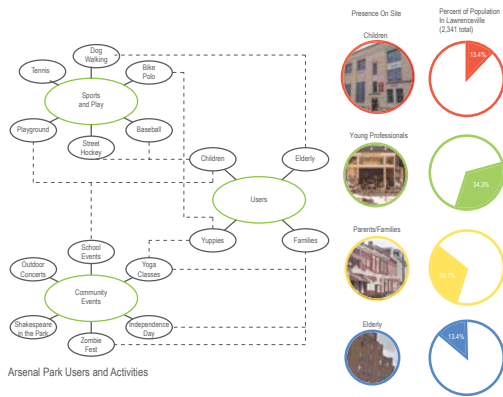 Presence On Site
Percent of Population
In Lawrenceville
(2,341 total)
Children
13.4%
Dog
Walking
Tennis
Bike
Polo
Sports
and Play
Playground
Street
Hockey
Baseball
Children
Elderly
Young Professionals
34.3%
Users
Yuppies
Families
School
Events
Outdoor
Concerts
Yoga
Classes
Parents/Families
Community
Events
Shakespeare
in the Park
Independence
Day
Zombie
Fest
Elderly
13.4%
Arsenal Park Users and Activities